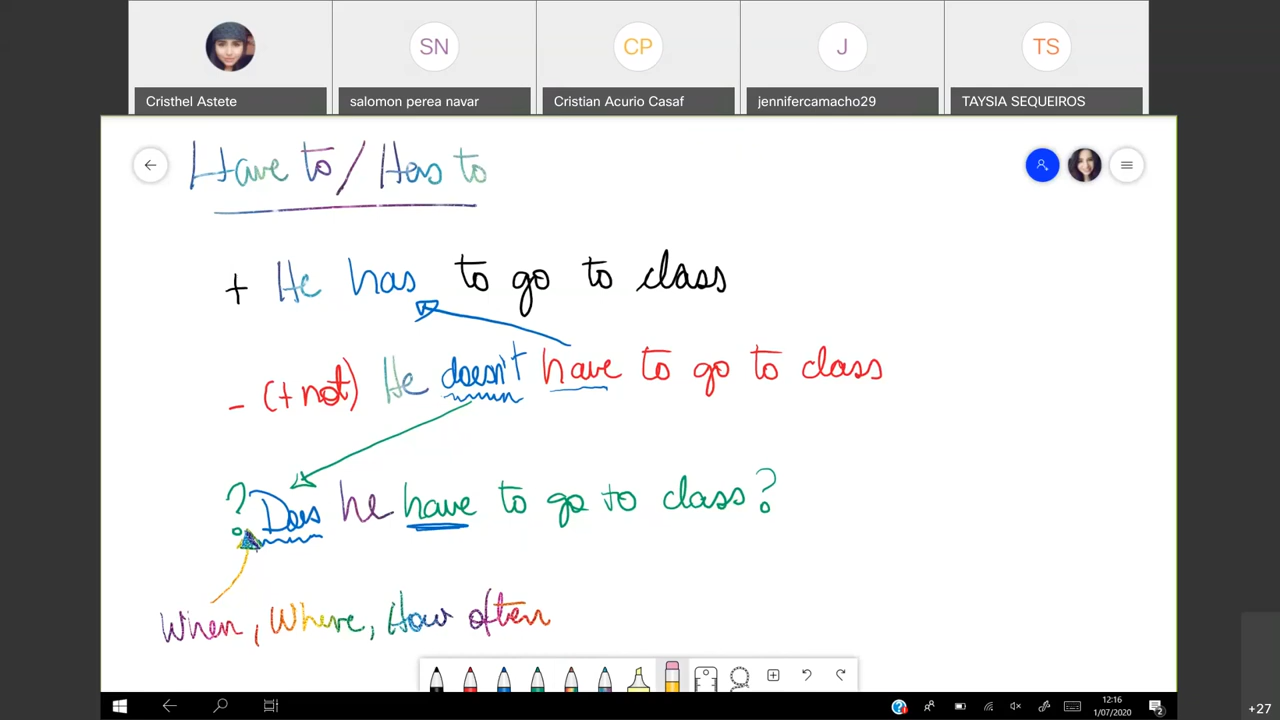 SN CP J TS
Cristhel Astete salomon perea navar Cristian Acurio Casaf jennifercamacho29 TAYSIA SEQUEIROS
Have to / Has to
+ He has to go to class
- (+ not) He doesn't have to go to class
? Does he have to go to class?
When, Where, How often
12:16
1/07/2020
2
+27